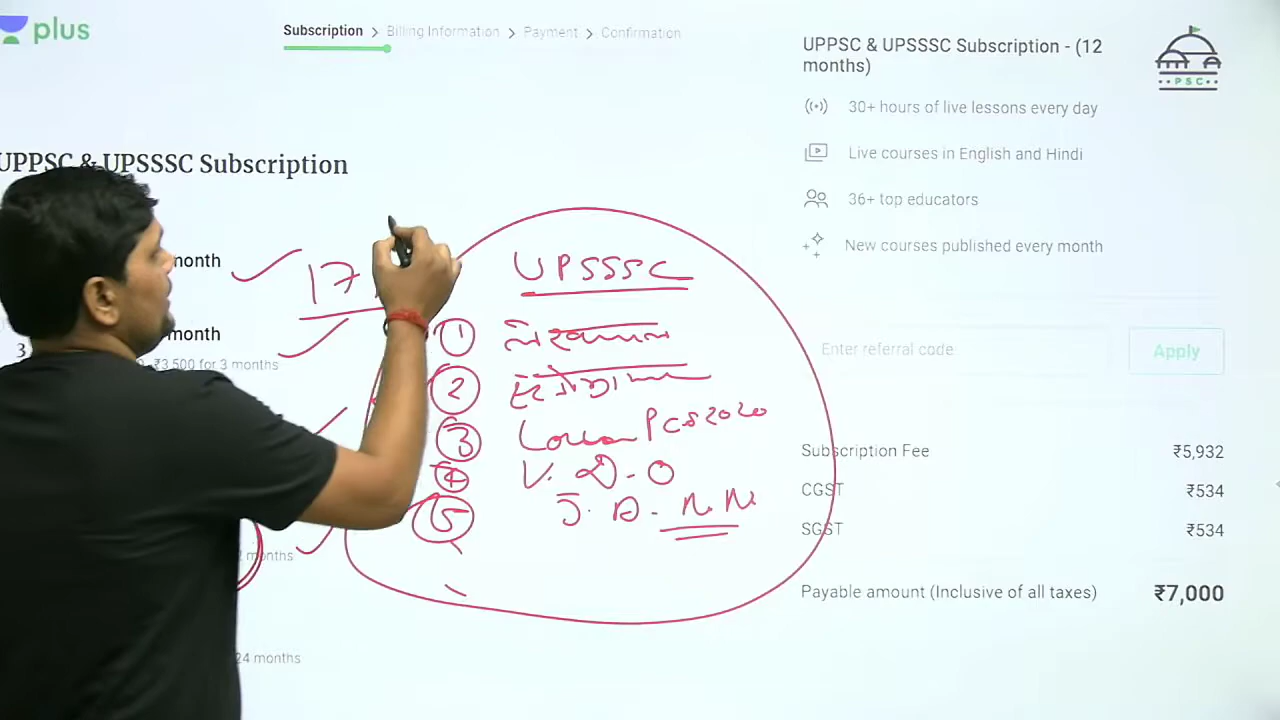 plus
Subscription > Billing Information > Payment > Confirmation
UPPSC & UPSSSC Subscription - (12
months)
PSC
30+ hours of live lessons every day
Live courses in English and Hindi
36+ top educators
New courses published every month
Enter referral code
Apply
Subscription Fee ₹5,932
CGST ₹534
SGST ₹534
Payable amount (Inclusive of all taxes) ₹7,000
UPPSC & UPSSSC Subscription
month
month
₹3,500 for 3 months
months
24 months
17
UPSSSC
1
2
3 PCS2020
4 V.D-O
5 J.